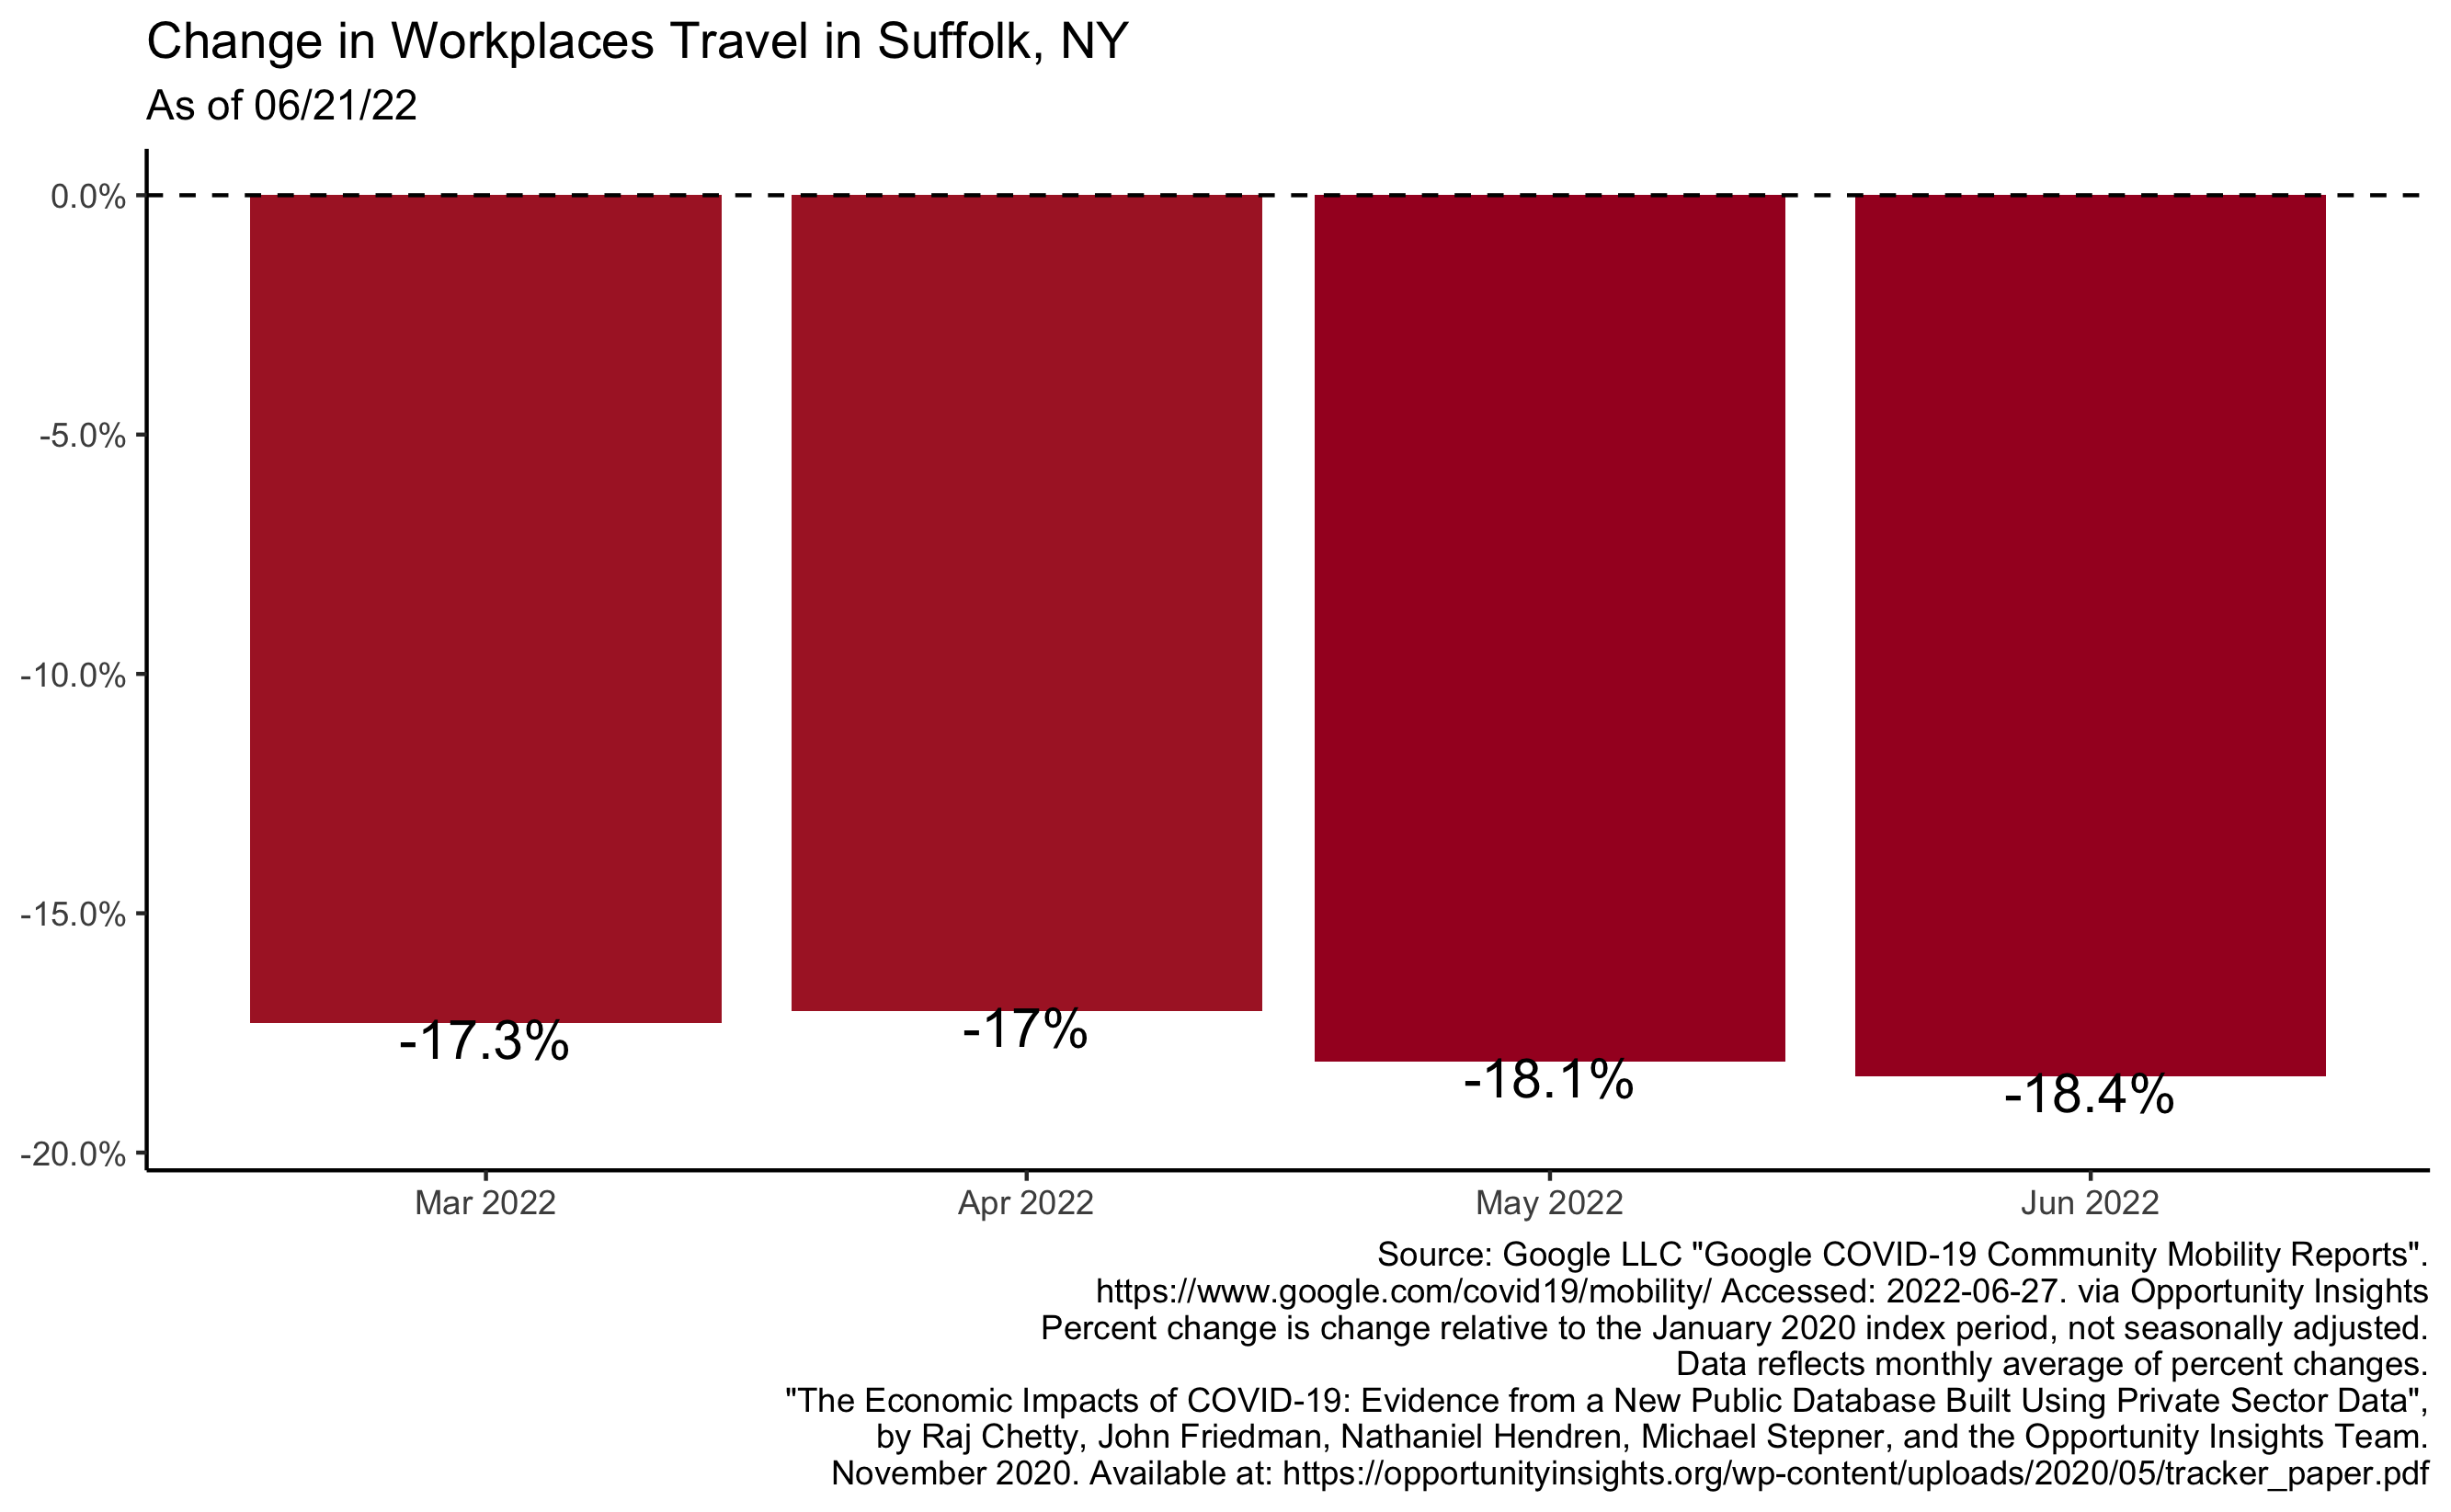 Change in Workplaces Travel in Suffolk, NY
As of 06/21/22
0.0%
-5.0%
-10.0%
-15.0%
-20.0%
-17.3%
-17%
-18.1%
-18.4%
Mar 2022
Apr 2022
May 2022
Jun 2022
Source: Google LLC "Google COVID-19 Community Mobility Reports".
https://www.google.com/covid19/mobility/ Accessed: 2022-06-27. via Opportunity Insights
Percent change is change relative to the January 2020 index period, not seasonally adjusted.
Data reflects monthly average of percent changes.
"The Economic Impacts of COVID-19: Evidence from a New Public Database Built Using Private Sector Data",
by Raj Chetty, John Friedman, Nathaniel Hendren, Michael Stepner, and the Opportunity Insights Team.
November 2020. Available at: https://opportunityinsights.org/wp-content/uploads/2020/05/tracker_paper.pdf